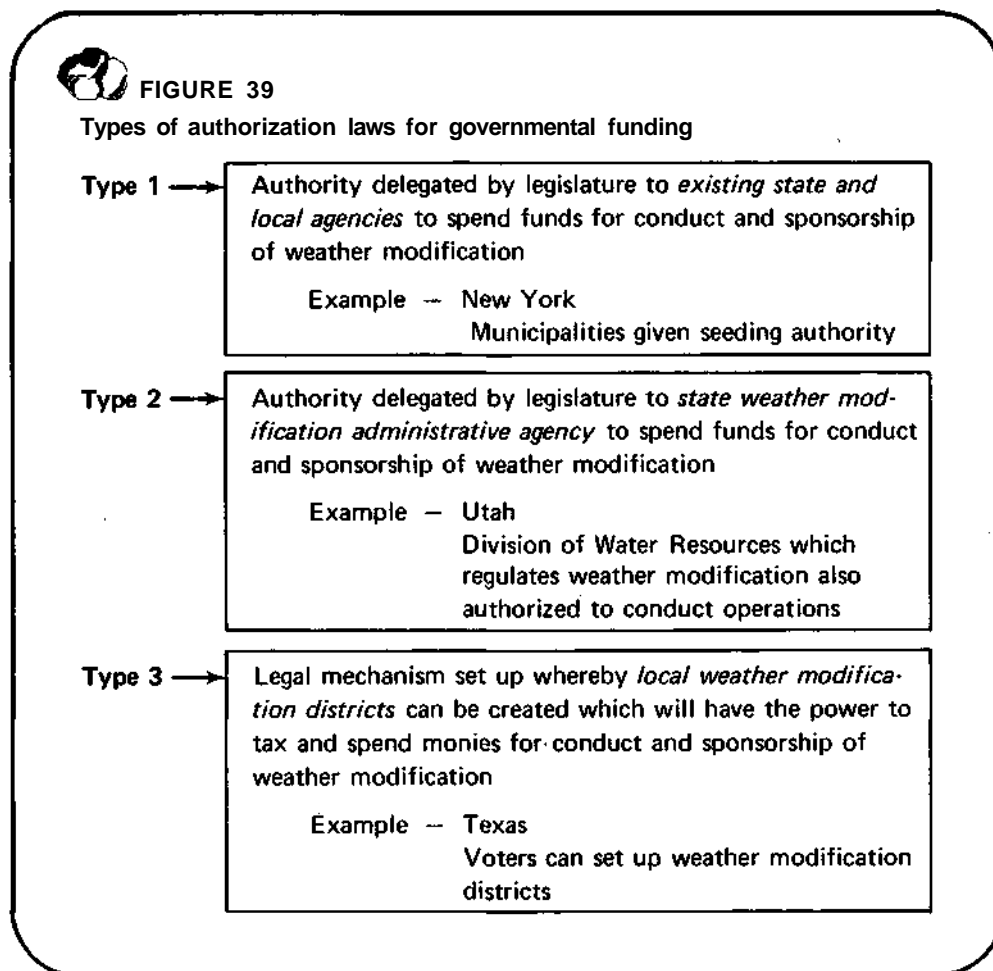 FIGURE 39
Types of authorization laws for governmental funding
Type 1
Authority delegated by legislature to existing state and
local agencies to spend funds for conduct and sponsorship
of weather modification
Example – New York
Municipalities given seeding authority
Type 2
Authority delegated by legislature to state weather mod-
ification administrative agency to spend funds for conduct
and sponsorship of weather modification
Example – Utah
Division of Water Resources which
regulates weather modification also
authorized to conduct operations
Type 3
Legal mechanism set up whereby local weather modifica-
tion districts can be created which will have the power to
tax and spend monies for conduct and sponsorship of
weather modification
Example – Texas
Voters can set up weather modification
districts